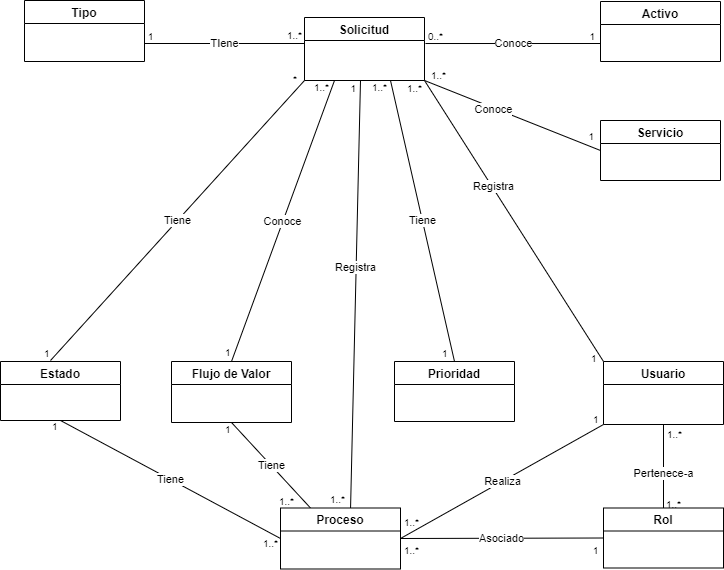 Tipo
Solicitud
Activo
1
TIene
1..*
0..*
Conoce
1
*
1..*
1
1..*
1..*
1..*
Conoce
1
Servicio
Registra
Tiene
Conoce
Tiene
Registra
1
1
1
1
Estado
Flujo de Valor
Prioridad
Usuario
1
1
1
1..*
Tiene
Tiene
Realiza
Pertenece-a
1..*
1..*
1..*
1..*
Proceso
1..*
Asociado
Rol
1..*
1